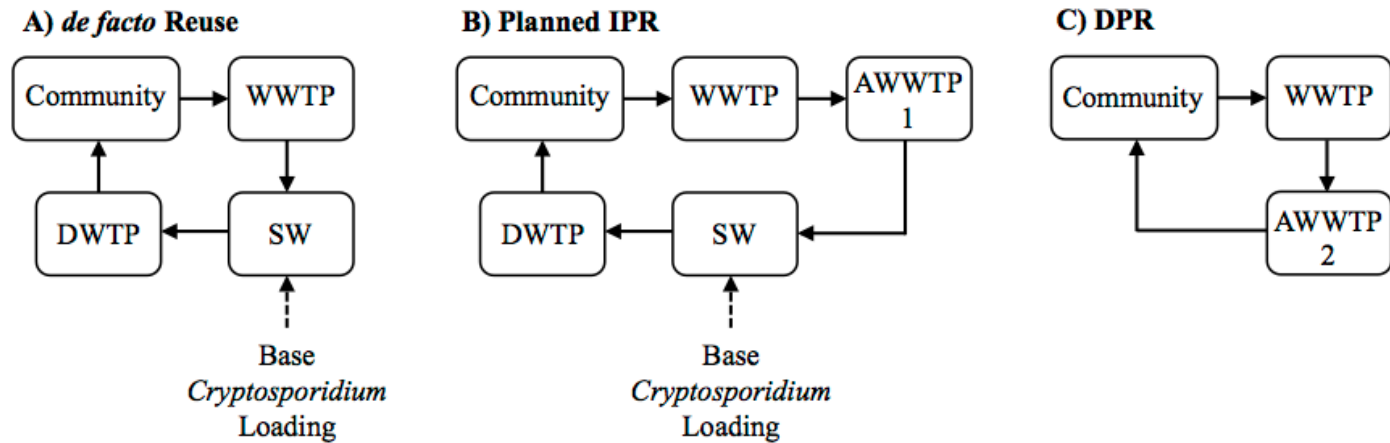 A) de facto Reuse
Community
WWTP
DWTP
SW
Base
Cryptosporidium
Loading
B) Planned IPR
Community
WWTP
AWWTP
1
DWTP
SW
Base
Cryptosporidium
Loading
C) DPR
Community
WWTP
AWWTP
2